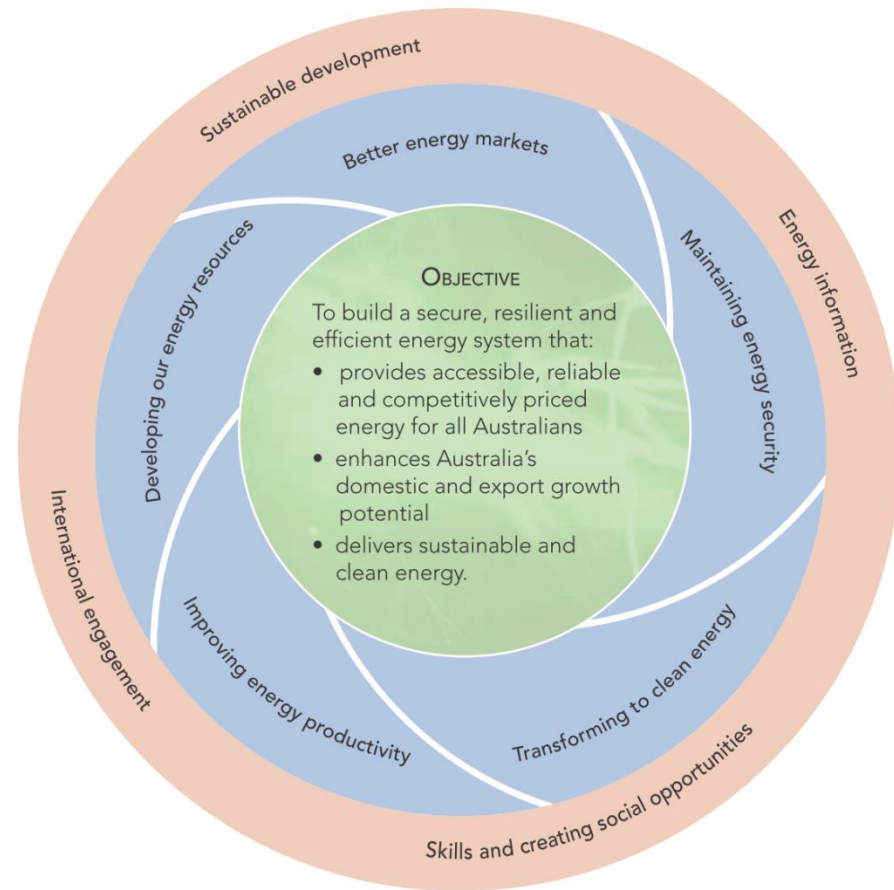 Sustainable development
Energy information
Skills and creating social opportunities
International engagement
Better energy markets
Maintaining energy security
Transforming to clean energy
Improving energy productivity
Developing our energy resources
OBJECTIVE
To build a secure, resilient and
efficient energy system that:
• provides accessible, reliable
and competitively priced
energy for all Australians
• enhances Australia’s
domestic and export growth
potential
• delivers sustainable and
clean energy.